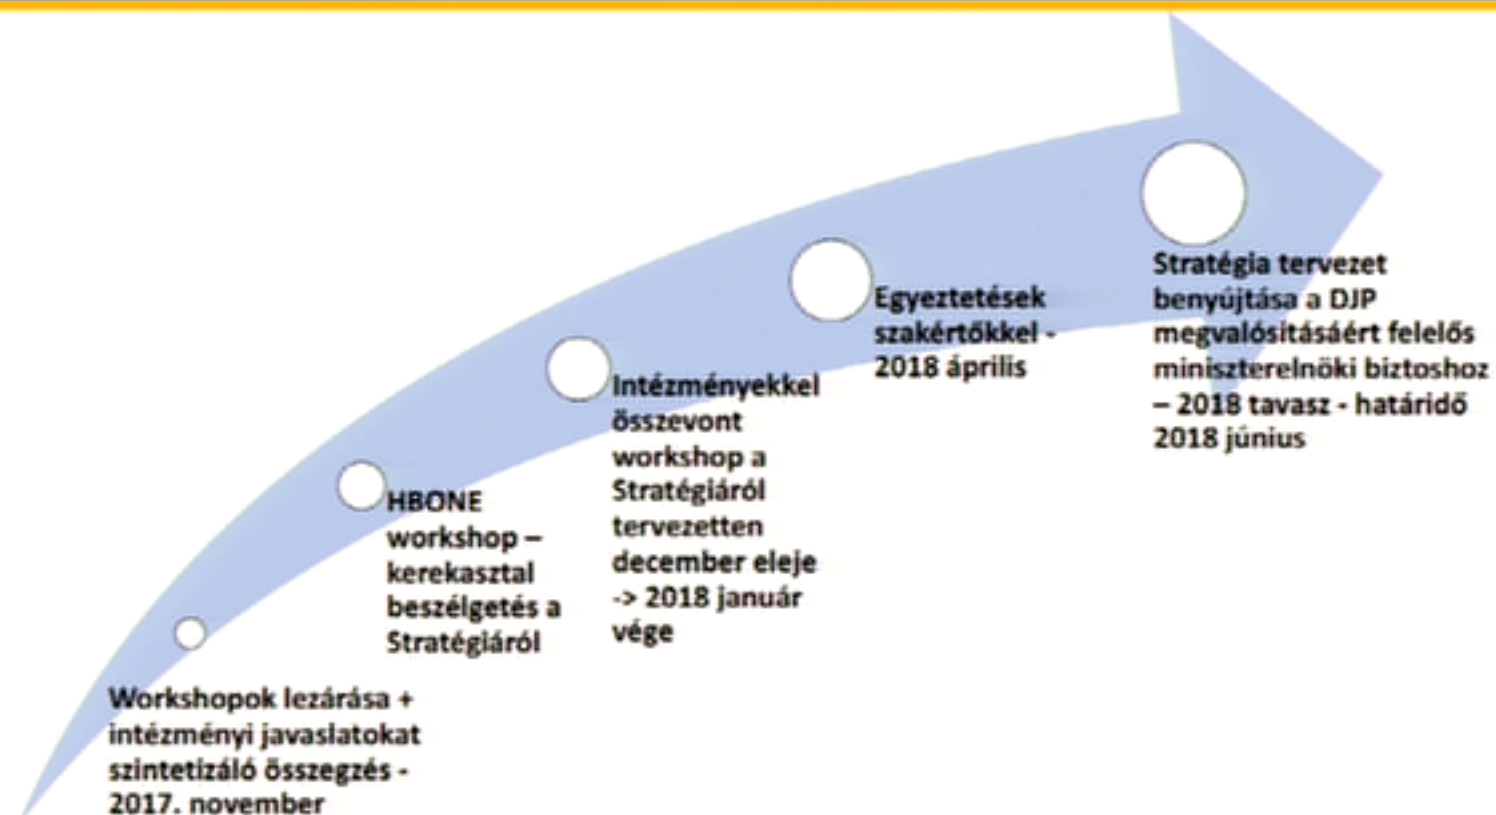 Workshopok lezárása +
intézményi javaslatokat
szintetizáló összegzés -
2017. november
HBONE
workshop –
kerekasztal
beszélgetés a
Stratégiáról
Intézményekkel
összevont
workshop a
Stratégiáról
tervezetten
december eleje
-> 2018 január
vége
Egyeztetések
szakértőkkel -
2018 április
Stratégia tervezet
benyújtása a DJP
megvalósításáért felelős
miniszterelnöki biztoshoz
– 2018 tavasz - határidő
2018 június